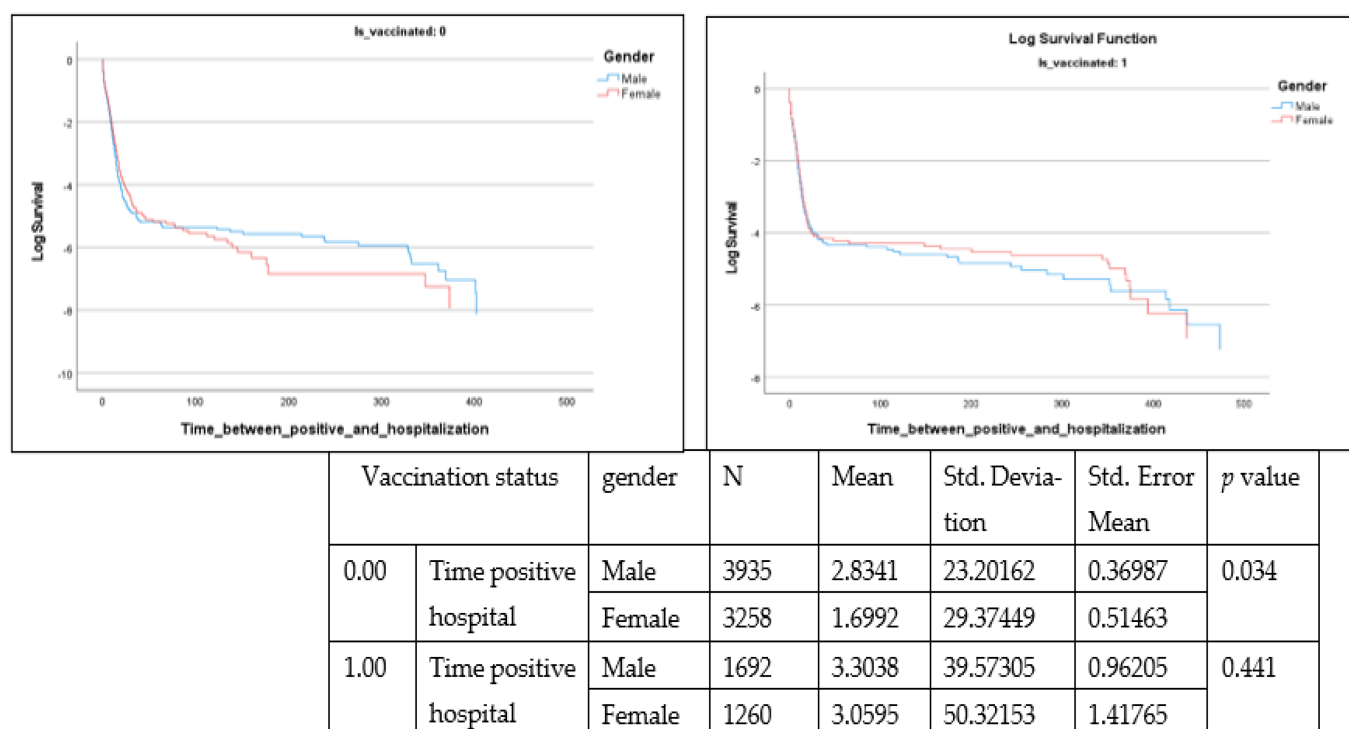 Is_vaccinated: 0
Gender
Male
Female
0
-2
-4
-6
-8
-10
Log Survival
0 100 200 300 400 500
Time_between_positive_and_hospitalization
Log Survival Function
Is_vaccinated: 1
Gender
Male
Female
0
-2
-4
-6
-8
Log Survival
0 100 200 300 400 500
Time_between_positive_and_hospitalization
Vaccination status gender N Mean Std. Devia- Std. Error p value
tion Mean
0.00 Time positive Male 3935 2.8341 23.20162 0.36987 0.034
hospital Female 3258 1.6992 29.37449 0.51463
1.00 Time positive Male 1692 3.3038 39.57305 0.96205 0.441
hospital Female 1260 3.0595 50.32153 1.41765